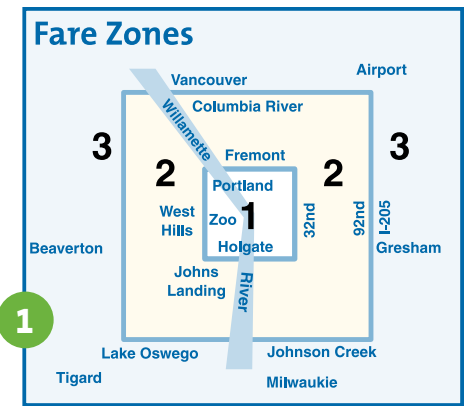 Fare Zones
Airport
Vancouver
Columbia River
Willamette
3
3
Fremont
2
2
Portland
West
Hills
Zoo
1
32nd
92nd
I-205
Holgate
Beaverton
Gresham
Johns
Landing
River
1
Lake Oswego
Johnson Creek
Tigard
Milwaukie